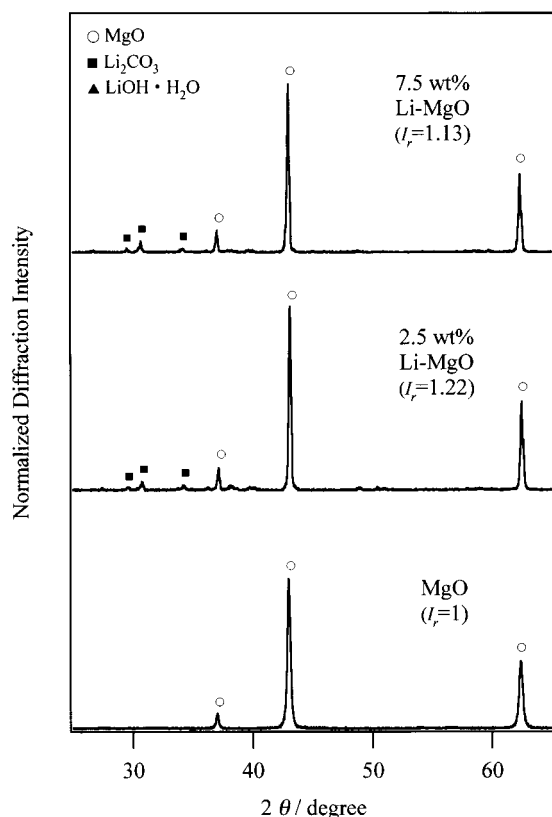 ○ MgO
■ Li₂CO₃
▲ LiOH・H₂O
7.5 wt%
Li-MgO
(Iᵣ=1.13)
2.5 wt%
Li-MgO
(Iᵣ=1.22)
MgO
(Iᵣ=1)
Normalized Diffraction Intensity
30 40 50 60
2 θ / degree